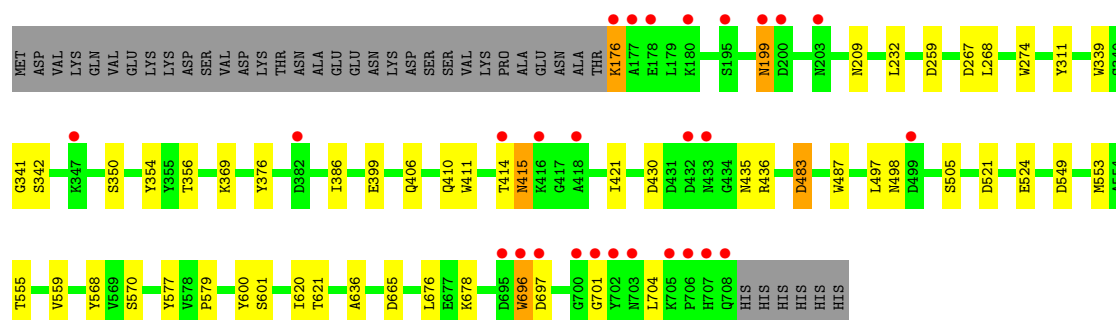 MET ASP VAL LYS GLN VAL GLU LYS LYS ASP SER VAL ASP LYS THR ASN ALA GLU GLU ASN LYS ASP SER SER VAL LYS PRO ALA GLU ASN ALA THR K176 A177 E178 L179 K180 S195 N199 D200 N203 N209 L232 D259 D267 L268 W274 Y311 W339 S340
G341 S342 K347 S350 Y354 Y355 T356 K369 Y376 D382 I386 E399 Q406 Q410 W411 T414 N415 K416 G417 A418 I421 D430 D431 D432 N433 G434 N435 R436 D483 W487 L497 N498 D499 S505 D521 E524 D549 M553 A554
T555 V559 Y568 V569 S570 Y577 V578 P579 Y600 S601 I620 T621 A636 D665 L676 E677 K678 D695 W696 D697 G700 G701 Y702 N703 L704 K705 P706 H707 Q708 HIS HIS HIS HIS HIS HIS